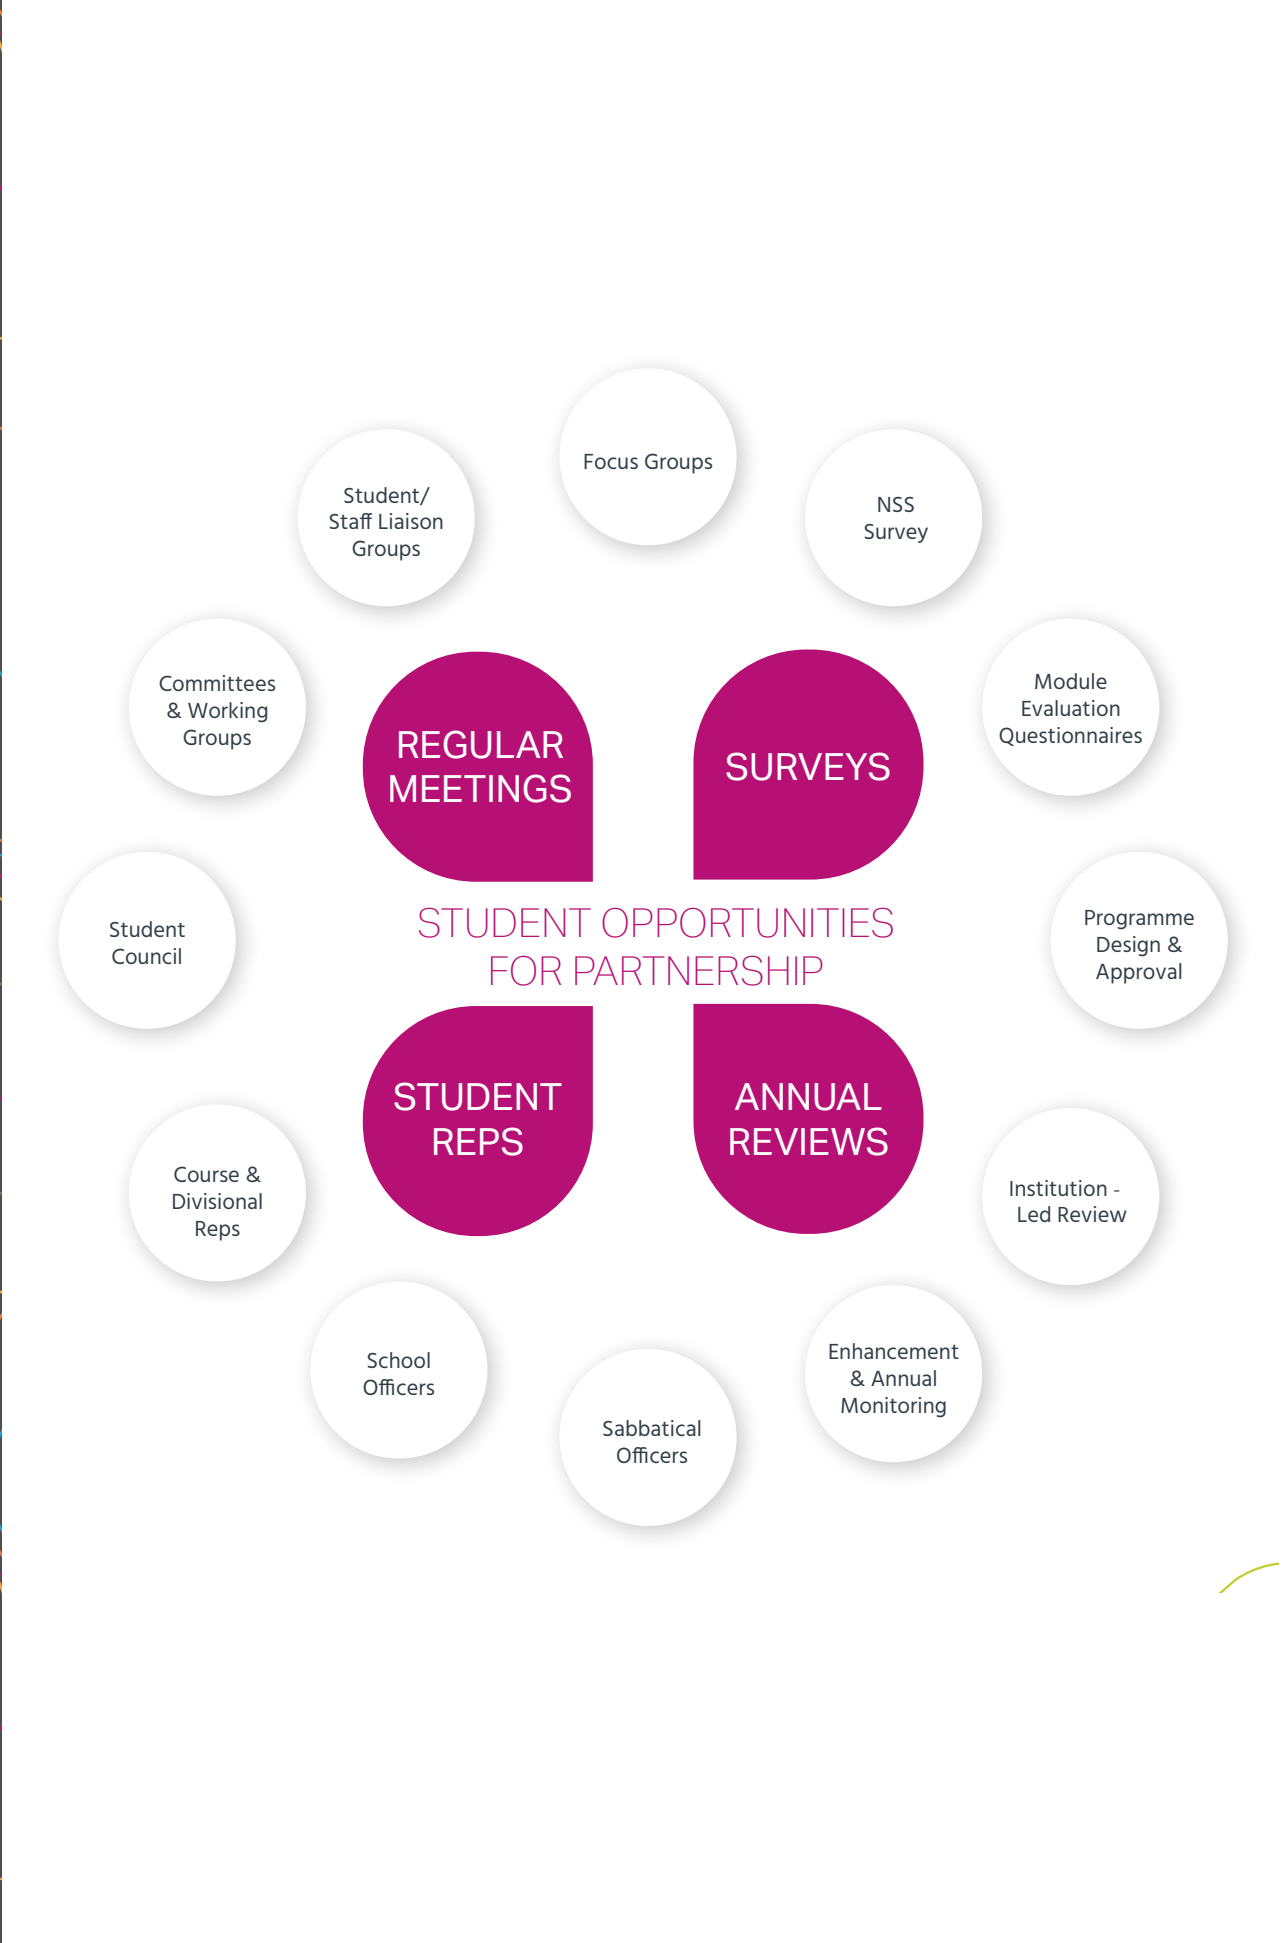 Focus Groups
Student/
Staff Liaison
Groups
NSS
Survey
Committees
& Working
Groups
Module
Evaluation
Questionnaires
REGULAR
MEETINGS
SURVEYS
Student
Council
STUDENT OPPORTUNITIES
FOR PARTNERSHIP
Programme
Design &
Approval
STUDENT
REPS
ANNUAL
REVIEWS
Course &
Divisional
Reps
Institution -
Led Review
School
Officers
Enhancement
& Annual
Monitoring
Sabbatical
Officers